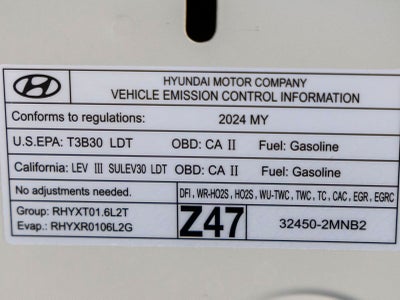 HYUNDAI MOTOR COMPANY
VEHICLE EMISSION CONTROL INFORMATION
Conforms to regulations: 2024 MY
U.S.EPA: T3B30 LDT OBD: CA II Fuel: Gasoline
California: LEV III SULEV30 LDT OBD: CA II Fuel: Gasoline
No adjustments needed. DFI, WR-HO2S, HO2S, WU-TWC, TWC, TC, CAC, EGR, EGRC
Group: RHYXT01.6L2T
Evap.: RHYXR0106L2G
Z47 32450-2MNB2